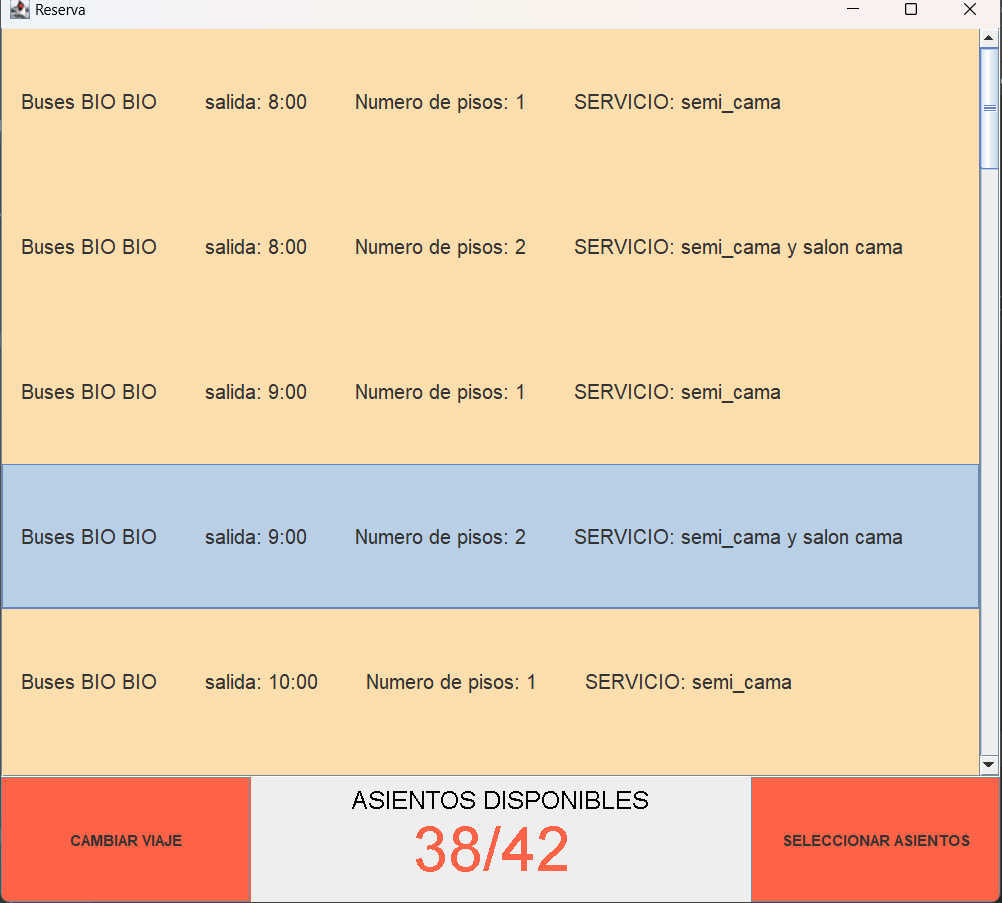 Reserva
Buses BIO BIO salida: 8:00 Numero de pisos: 1 SERVICIO: semi_cama
Buses BIO BIO salida: 8:00 Numero de pisos: 2 SERVICIO: semi_cama y salon cama
Buses BIO BIO salida: 9:00 Numero de pisos: 1 SERVICIO: semi_cama
Buses BIO BIO salida: 9:00 Numero de pisos: 2 SERVICIO: semi_cama y salon cama
Buses BIO BIO salida: 10:00 Numero de pisos: 1 SERVICIO: semi_cama
CAMBIAR VIAJE
ASIENTOS DISPONIBLES
38/42
SELECCIONAR ASIENTOS